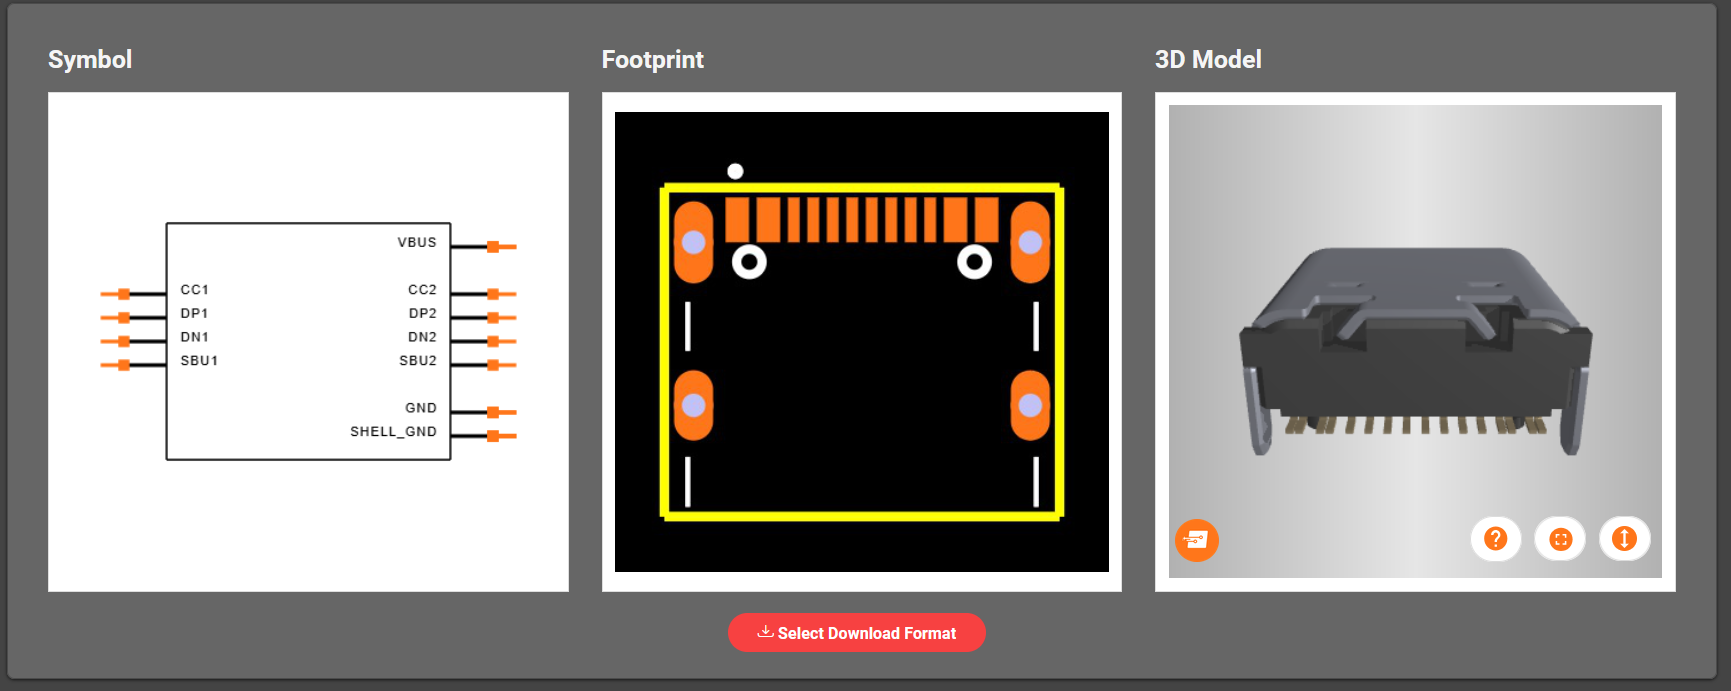 Symbol
Footprint
3D Model
VBUS
CC1
CC2
DP1
DP2
DN1
DN2
SBU1
SBU2
GND
SHELL_GND
?
Select Download Format